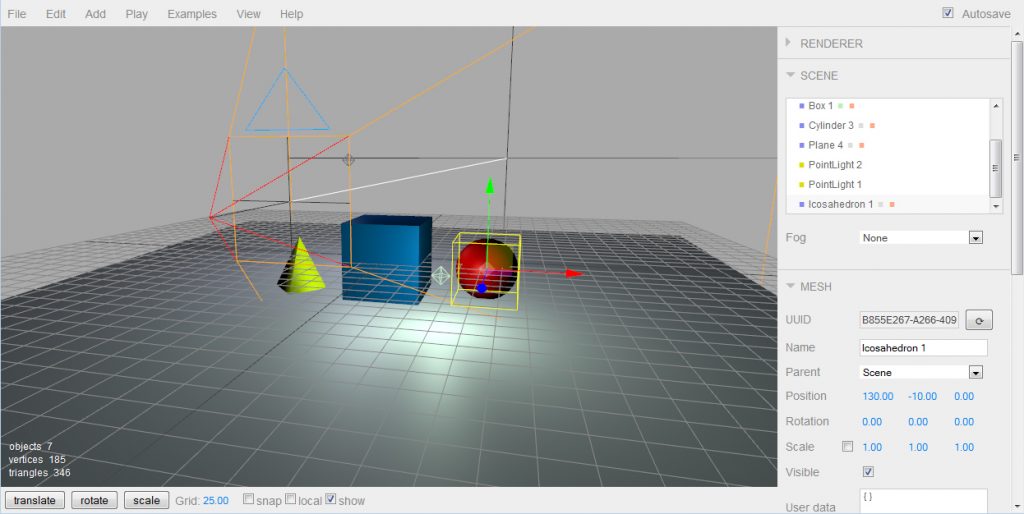 File Edit Add Play Examples View Help Autosave
RENDERER
SCENE
Box 1
Cylinder 3
Plane 4
PointLight 2
PointLight 1
Icosahedron 1
Fog None
MESH
UUID B855E267-A266-409
Name Icosahedron 1
Parent Scene
Position 130.00 -10.00 0.00
Rotation 0.00 0.00 0.00
Scale 1.00 1.00 1.00
Visible
User data {}
objects 7
vertices 185
triangles 346
translate rotate scale Grid: 25.00 snap local show